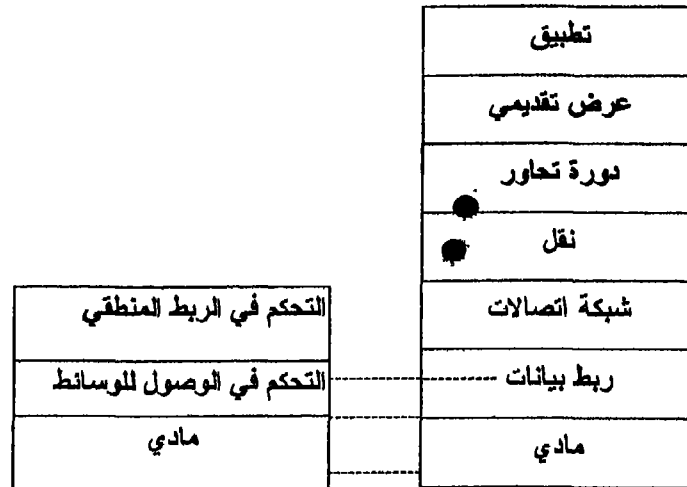 تطبيق
عرض تقديمي
دورة تحاور
نقل
شبكة اتصالات
ربط بيانات
مادي
التحكم في الربط المنطقي
التحكم في الوصول للوسائط
مادي